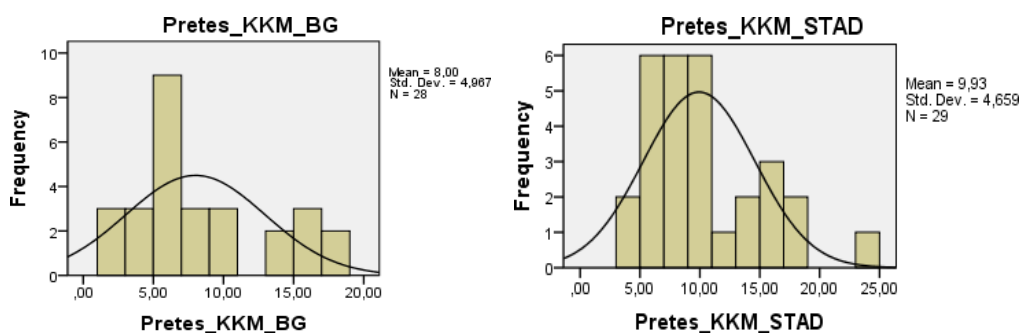 Pretes_KKM_BG
Mean = 8,00
Std. Dev. = 4,967
N = 28
Frequency
10
8
6
4
2
0
,00 5,00 10,00 15,00 20,00
Pretes_KKM_BG
Pretes_KKM_STAD
Mean = 9,93
Std. Dev. = 4,659
N = 29
Frequency
6
5
4
3
2
1
0
,00 5,00 10,00 15,00 20,00 25,00
Pretes_KKM_STAD